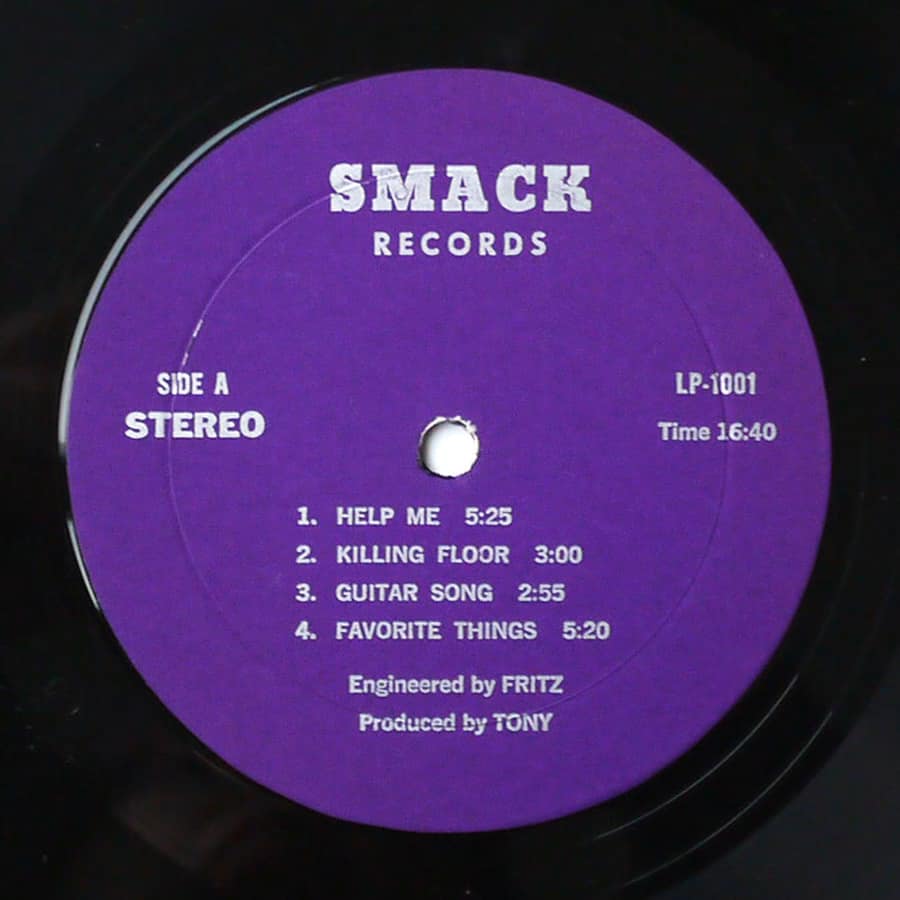 SMACK
RECORDS
SIDE A
STEREO
LP-1001
Time 16:40
1. HELP ME 5:25
2. KILLING FLOOR 3:00
3. GUITAR SONG 2:55
4. FAVORITE THINGS 5:20
Engineered by FRITZ
Produced by TONY